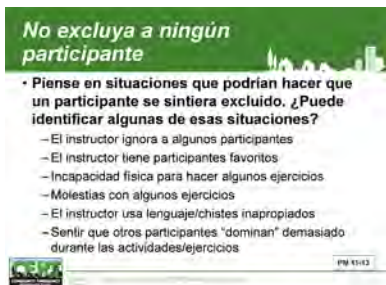 No excluya a ningún
participante
• Piense en situaciones que podrían hacer que
un participante se sintiera excluido. ¿Puede
identificar algunas de esas situaciones?
– El instructor ignora a algunos participantes
– El instructor tiene participantes favoritos
– Incapacidad física para hacer algunos ejercicios
– Molestias con algunos ejercicios
– El instructor usa lenguaje/chistes inapropiados
– Sentir que otros participantes "dominan" demasiado
durante las actividades/ejercicios
CERT